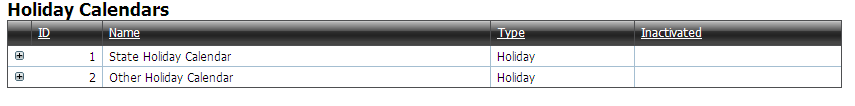 Holiday Calendars
ID Name Type Inactivated
1 State Holiday Calendar Holiday
2 Other Holiday Calendar Holiday